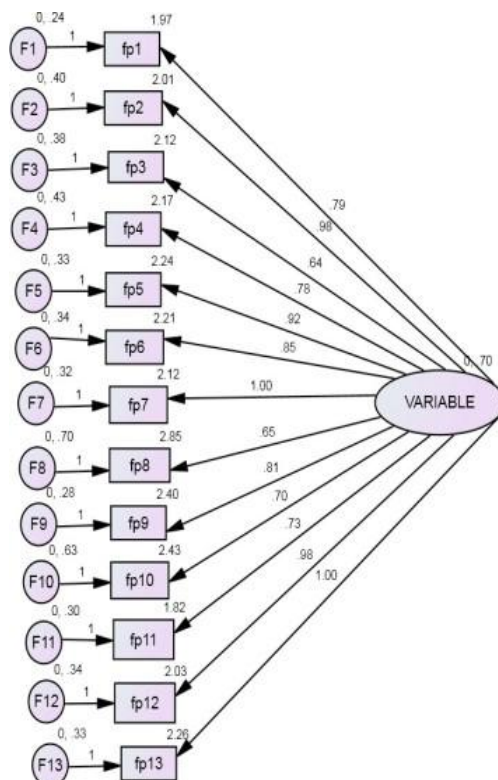 0, .24
1.97
F1
1
fp1
0, .40
2.01
F2
1
fp2
0, .38
2.12
F3
1
fp3
.79
0, .43
2.17
.98
F4
1
fp4
.64
0, .33
2.24
.78
F5
1
fp5
.92
0, .34
2.21
F6
1
fp6
.85
0, .70
0, .32
2.12
1.00
F7
1
fp7
VARIABLE
0, .70
2.85
.65
F8
1
fp8
.81
0, .28
2.40
.70
F9
1
fp9
.73
0, .63
2.43
.98
F10
1
fp10
1.00
0, .30
1.82
F11
1
fp11
0, .34
2.03
F12
1
fp12
0, .33
2.26
F13
1
fp13